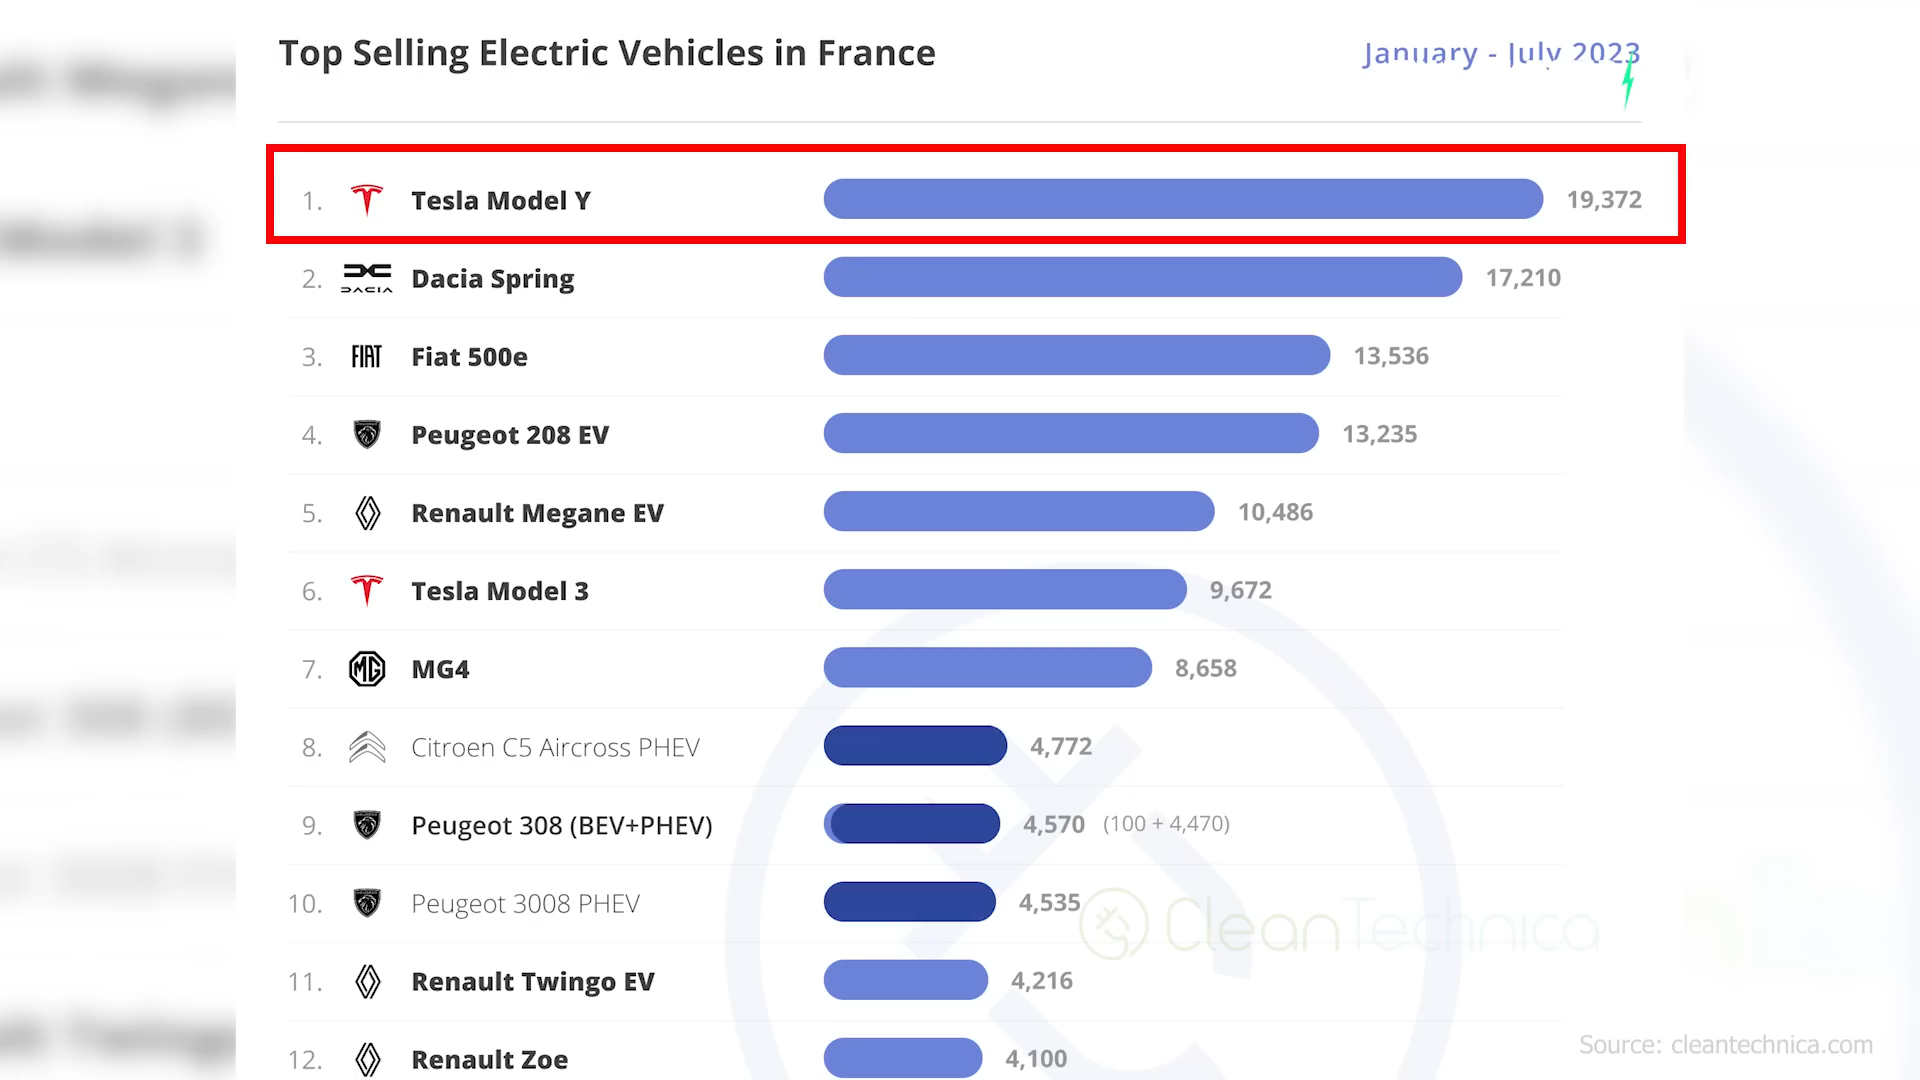 Top Selling Electric Vehicles in France
January - July 2023
1. Tesla Model Y 19,372
2. DACIA Dacia Spring 17,210
3. FIAT Fiat 500e 13,536
4. Peugeot 208 EV 13,235
5. Renault Megane EV 10,486
6. Tesla Model 3 9,672
7. MG MG4 8,658
8. Citroen C5 Aircross PHEV 4,772
9. Peugeot 308 (BEV+PHEV) 4,570 (100 + 4,470)
10. Peugeot 3008 PHEV 4,535
CleanTechnica
11. Renault Twingo EV 4,216
12. Renault Zoe 4,100
Source: cleantechnica.com